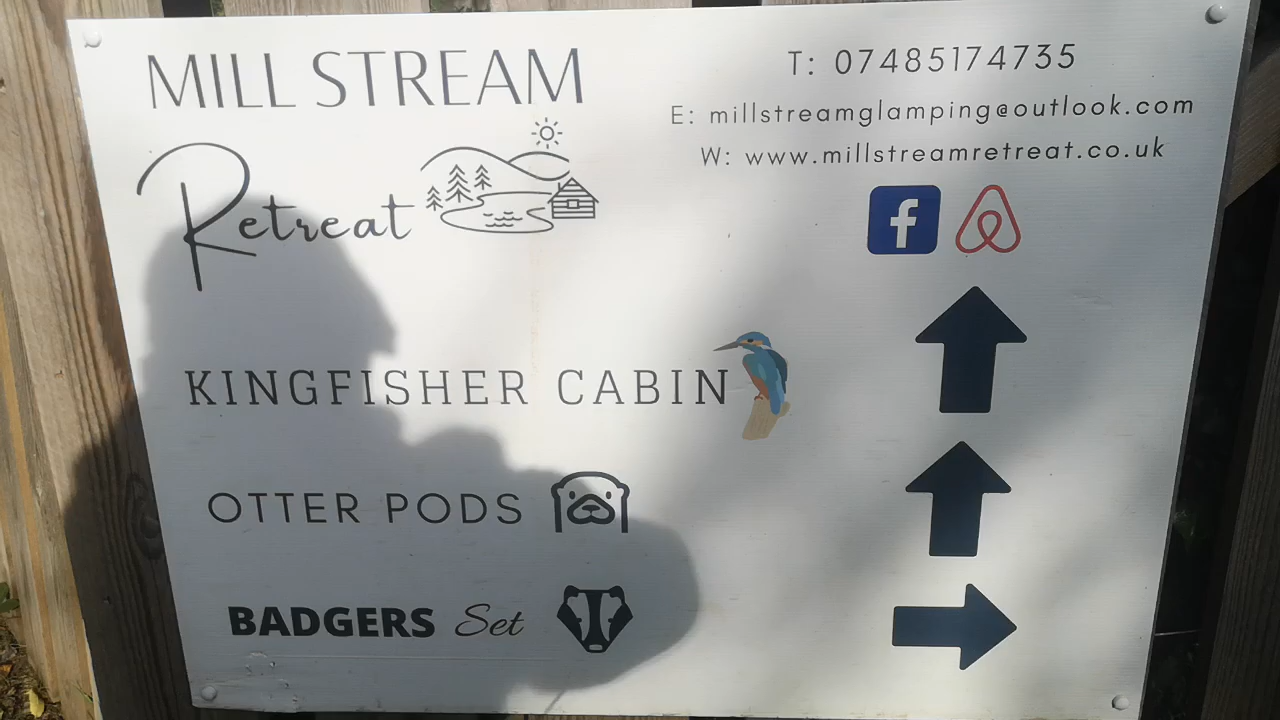 MILL STREAM
Retreat
T: 07485174735
E: millstreamglamping@outlook.com
W: www.millstreamretreat.co.uk
f
KINGFISHER CABIN
OTTER PODS
BADGERS Set